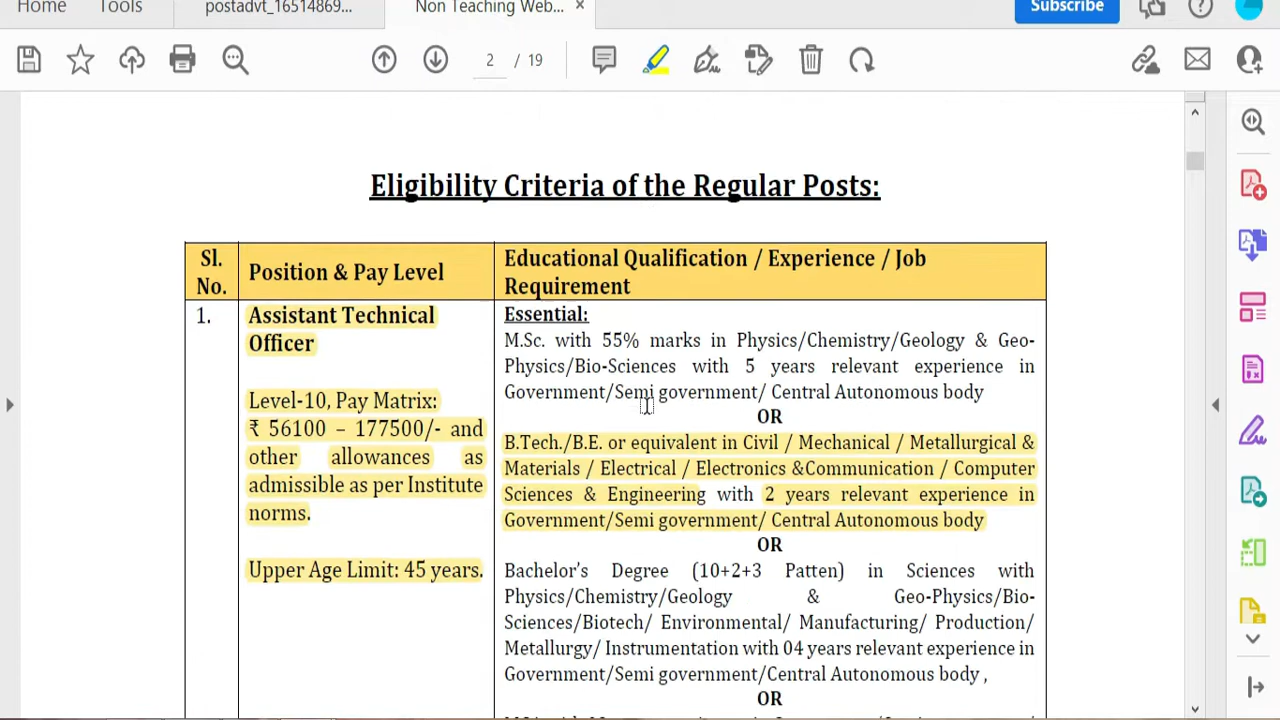 Home Tools postadvt_16514869... Non Teaching Web... × Subscribe
2 / 19
Eligibility Criteria of the Regular Posts:
Sl. No.
Position & Pay Level
Educational Qualification / Experience / Job
Requirement
1.
Assistant Technical
Officer
Level-10, Pay Matrix:
₹ 56100 – 177500/- and
other allowances as
admissible as per Institute
norms.
Upper Age Limit: 45 years.
Essential:
M.Sc. with 55% marks in Physics/Chemistry/Geology & Geo-
Physics/Bio-Sciences with 5 years relevant experience in
Government/Semi government/ Central Autonomous body
OR
B.Tech./B.E. or equivalent in Civil / Mechanical / Metallurgical &
Materials / Electrical / Electronics &Communication / Computer
Sciences & Engineering with 2 years relevant experience in
Government/Semi government/ Central Autonomous body
OR
Bachelor's Degree (10+2+3 Patten) in Sciences with
Physics/Chemistry/Geology & Geo-Physics/Bio-
Sciences/Biotech/ Environmental/ Manufacturing/ Production/
Metallurgy/ Instrumentation with 04 years relevant experience in
Government/Semi government/Central Autonomous body ,
OR